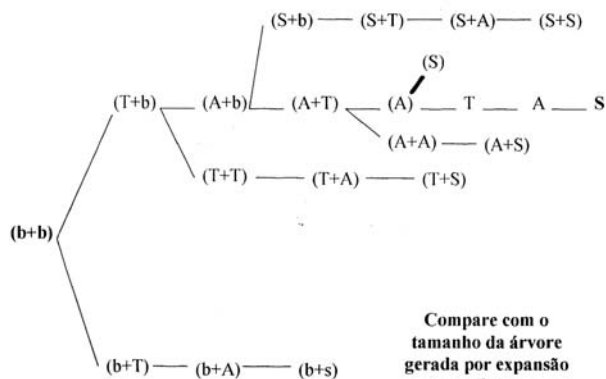 (S+b) (S+T) (S+A) (S+S)
(S)
(T+b) (A+b) (A+T) (A) T A S
(A+A) (A+S)
(T+T) (T+A) (T+S)
(b+b)
Compare com o
tamanho da árvore
gerada por expansão
(b+T) (b+A) (b+s)